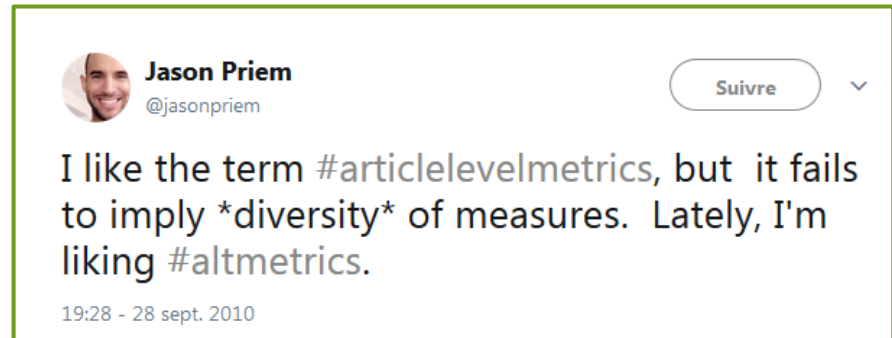 Jason Priem
@jasonpriem
Suivre
I like the term #articlelevelmetrics, but  it fails
to imply *diversity* of measures.  Lately, I'm
liking #altmetrics.
19:28 - 28 sept. 2010